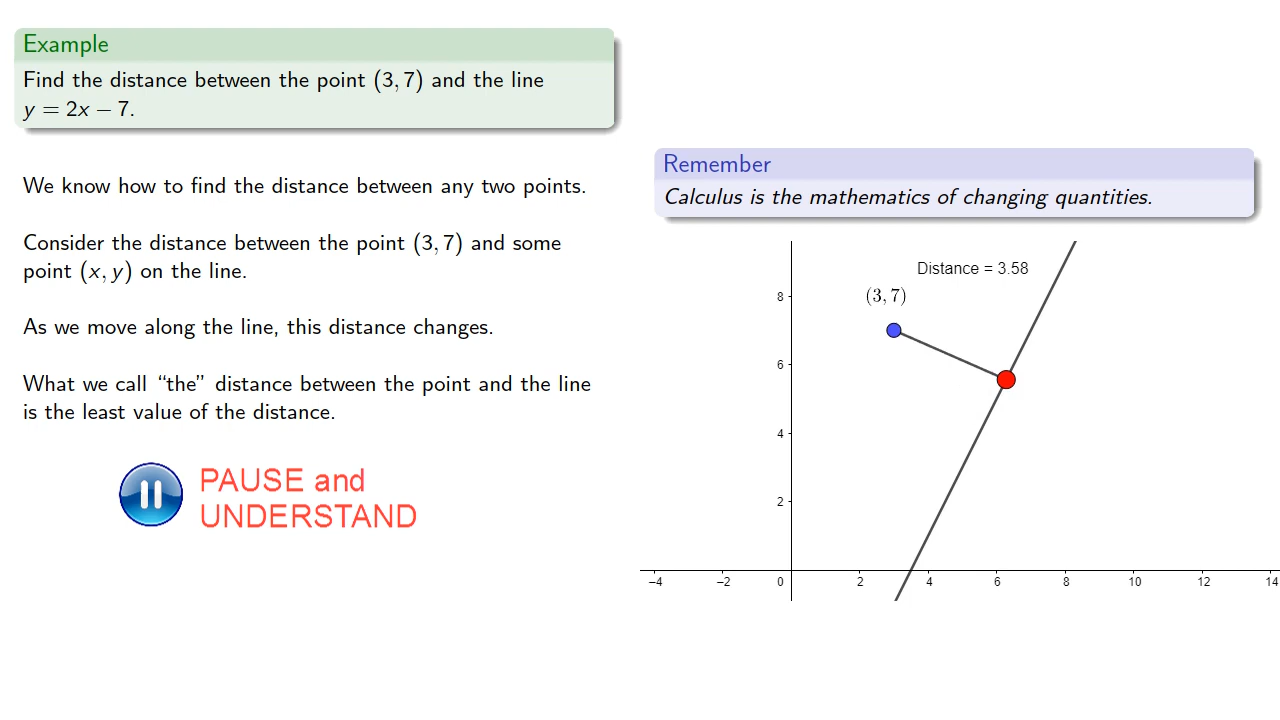 Example
Find the distance between the point (3, 7) and the line
y = 2x − 7.
We know how to find the distance between any two points.
Consider the distance between the point (3, 7) and some
point (x, y) on the line.
As we move along the line, this distance changes.
What we call “the” distance between the point and the line
is the least value of the distance.
PAUSE and
UNDERSTAND
Remember
Calculus is the mathematics of changing quantities.
Distance = 3.58
(3, 7)
8
6
4
2
−4 −2 0 2 4 6 8 10 12 14